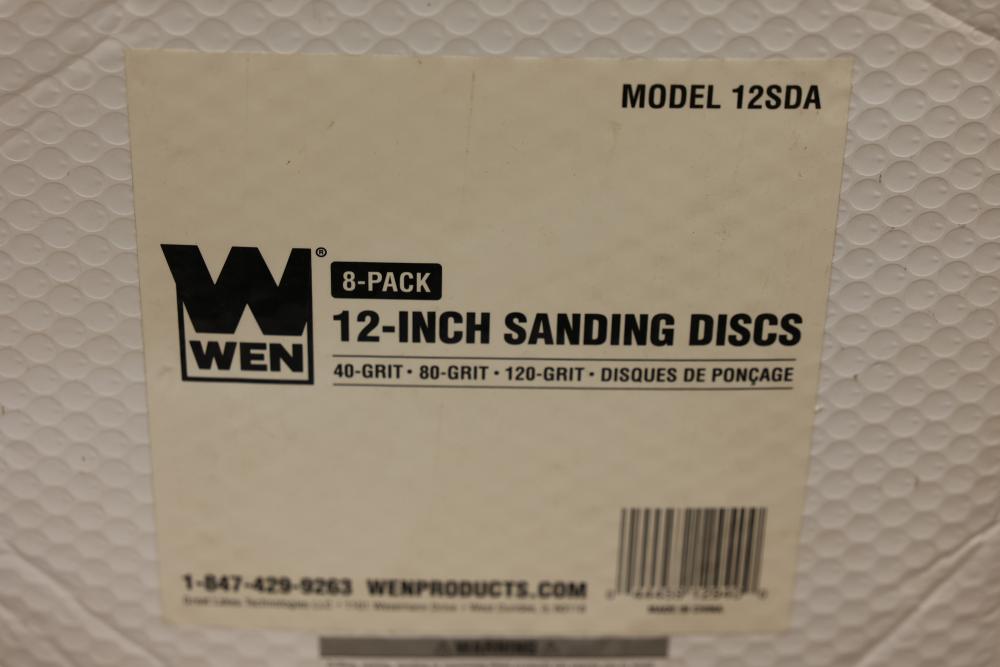 MODEL 12SDA
WEN
8-PACK
12-INCH SANDING DISCS
40-GRIT • 80-GRIT • 120-GRIT • DISQUES DE PONÇAGE
1-847-429-9263 WENPRODUCTS.COM
MADE IN CHINA
WARNING